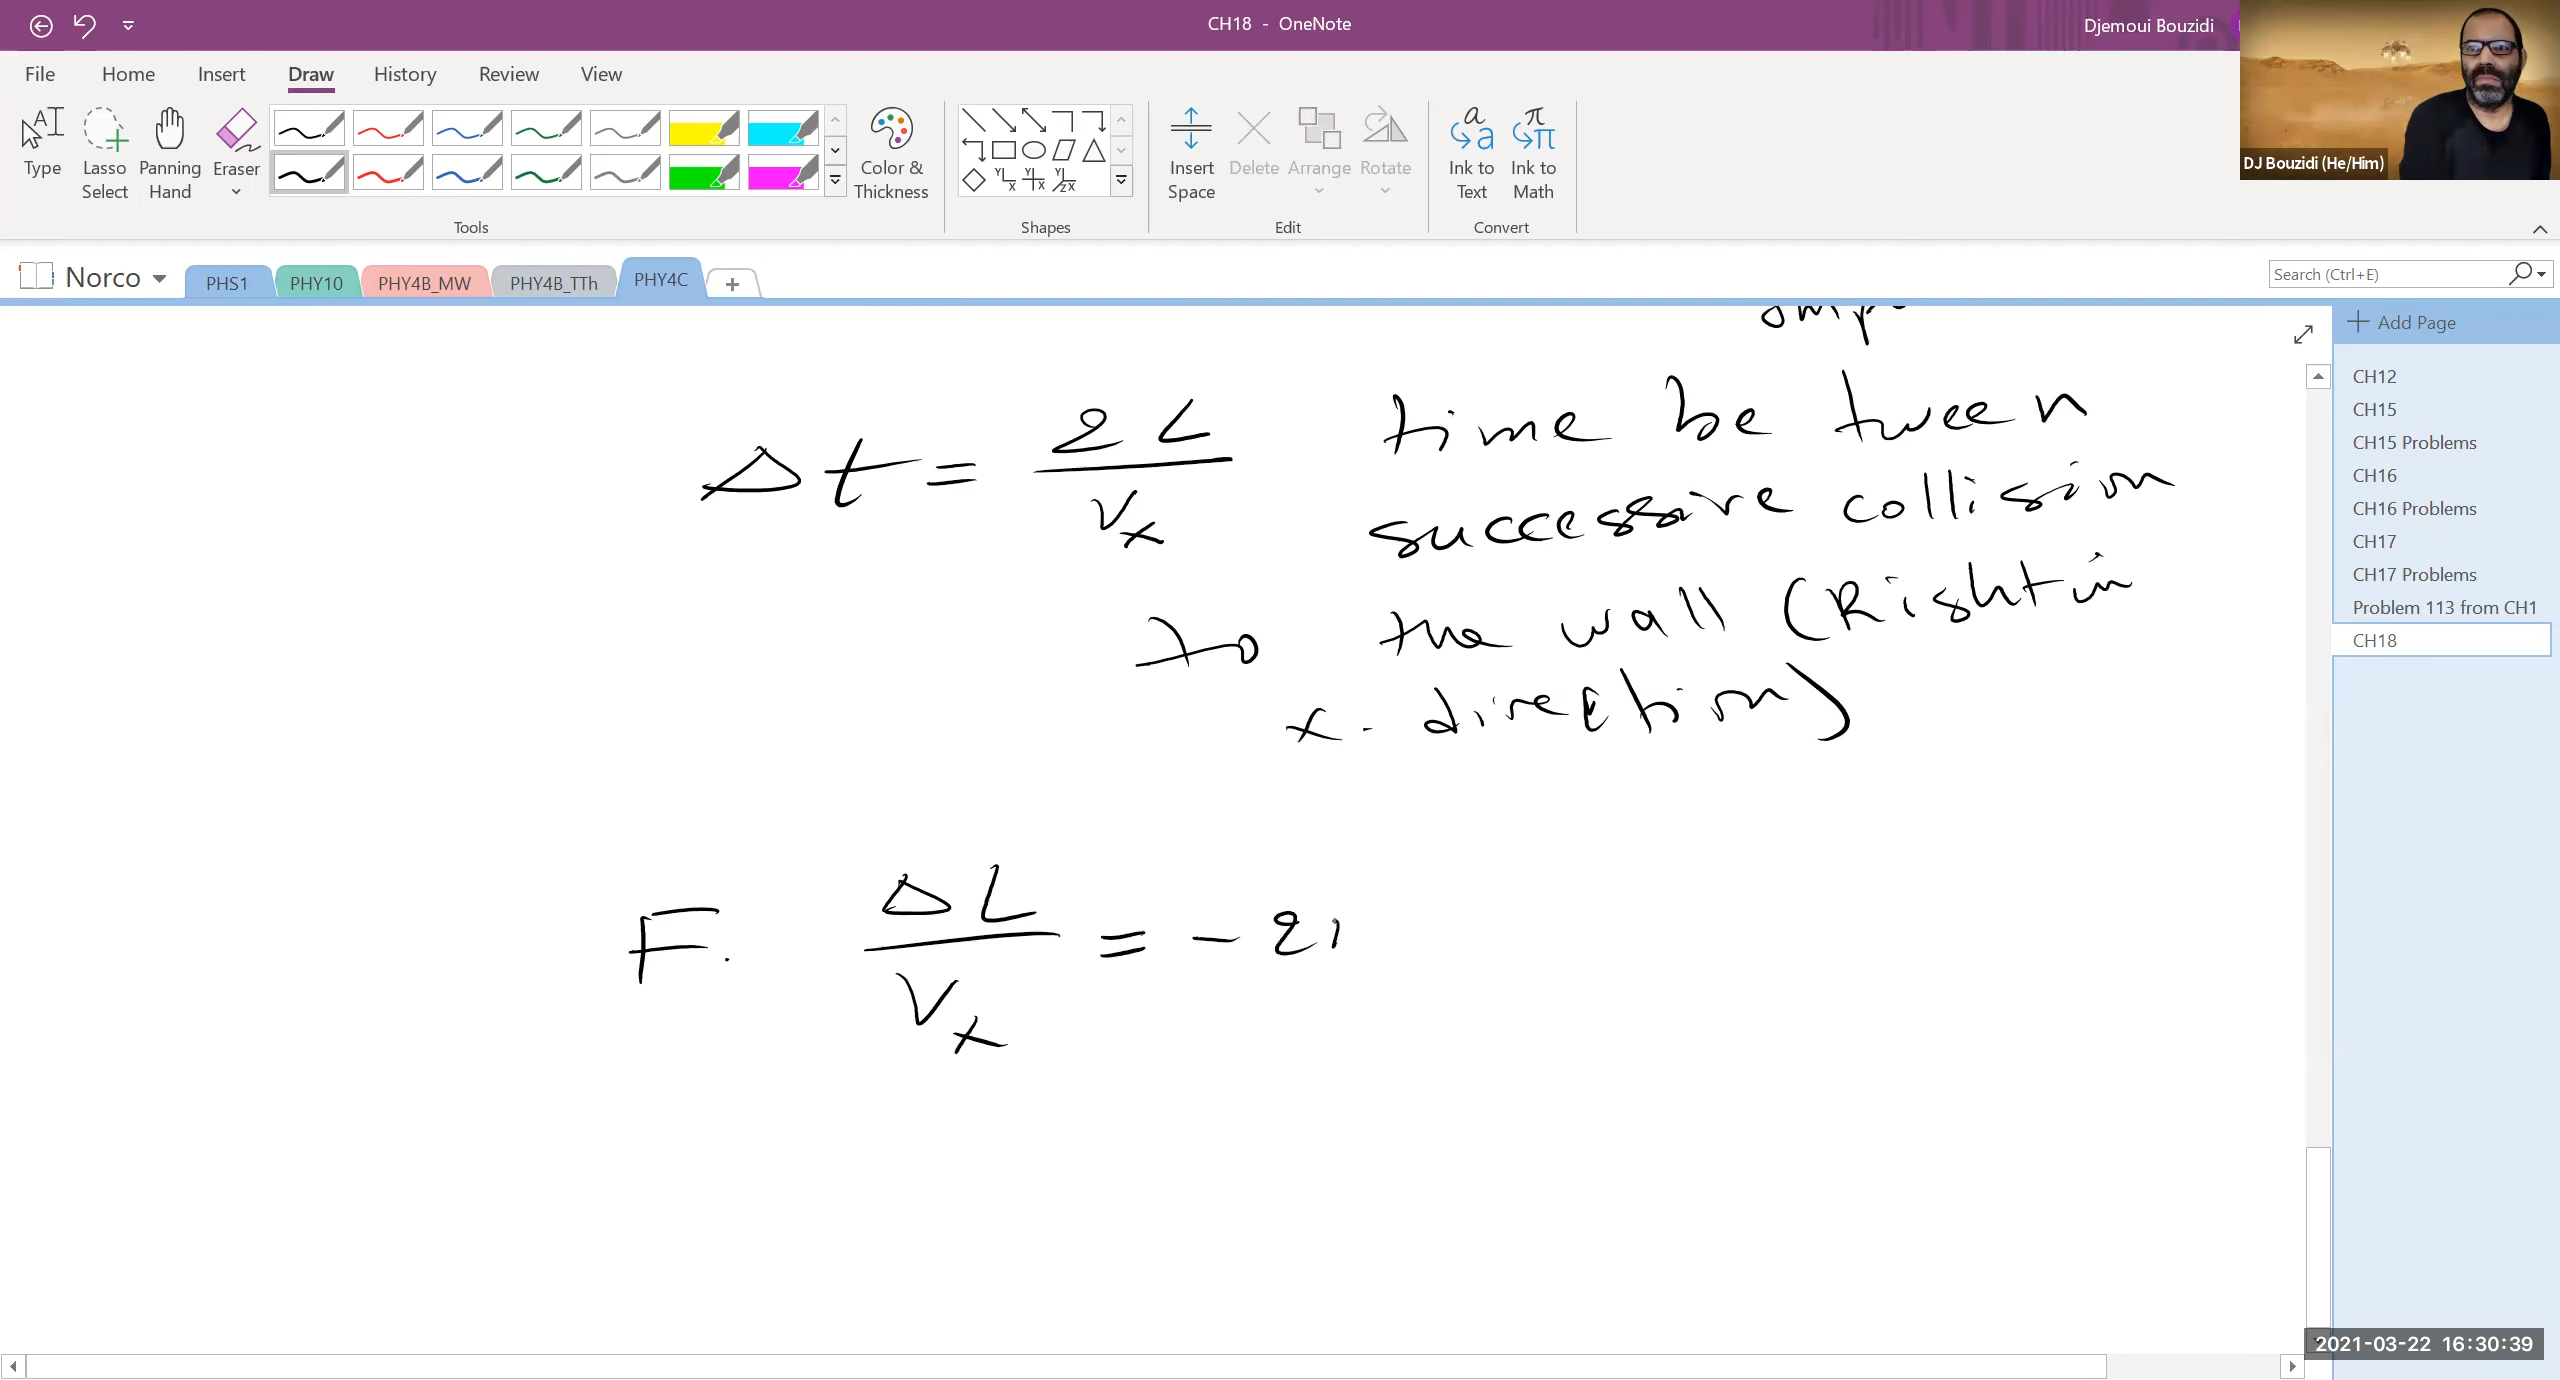 CH18 - OneNote
Djemoui Bouzidi
File Home Insert Draw History Review View
Type
Lasso Select
Panning Hand
Eraser
Color & Thickness
Insert Space
Delete
Arrange
Rotate
Ink to Text
Ink to Math
Tools
Shapes
Edit
Convert
DJ Bouzidi (He/Him)
Norco
PHS1 PHY10 PHY4B_MW PHY4B_TTh PHY4C +
Search (Ctrl+E)
Δt = 2L / Vx time be tween
successive collision
to the wall (Right in
x - direction)
F. ΔL / Vx = - 2
Add Page
CH12
CH15
CH15 Problems
CH16
CH16 Problems
CH17
CH17 Problems
Problem 113 from CH1
CH18
2021-03-22 16:30:39